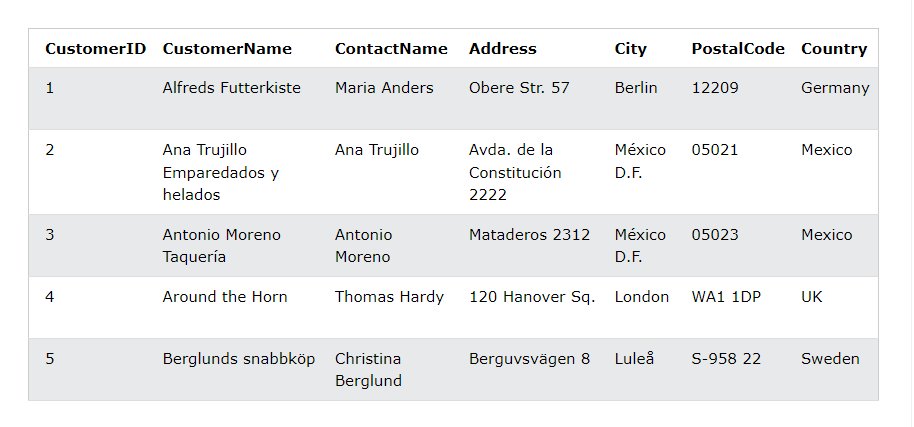 CustomerID CustomerName ContactName Address City PostalCode Country
1 Alfreds Futterkiste Maria Anders Obere Str. 57 Berlin 12209 Germany
2 Ana Trujillo Ana Trujillo Avda. de la México 05021 Mexico
Emparedados y Constitución D.F.
helados 2222
3 Antonio Moreno Antonio Mataderos 2312 México 05023 Mexico
Taquería Moreno D.F.
4 Around the Horn Thomas Hardy 120 Hanover Sq. London WA1 1DP UK
5 Berglunds snabbköp Christina Berguvsvägen 8 Luleå S-958 22 Sweden
Berglund